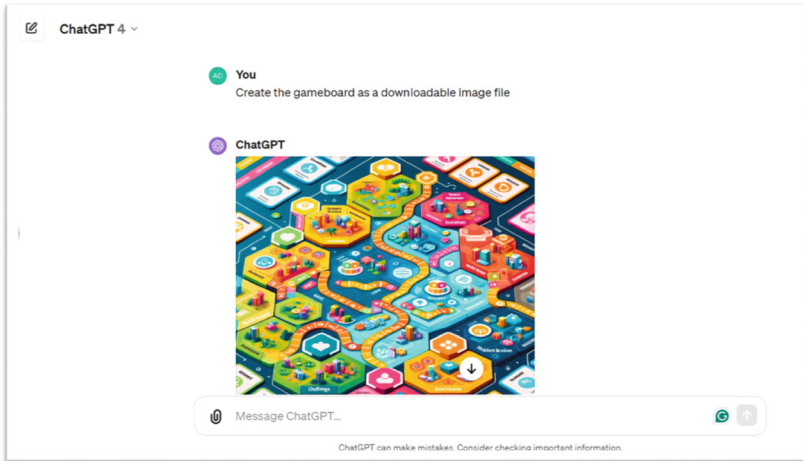 ChatGPT 4
AD
You
Create the gameboard as a downloadable image file
ChatGPT
Challenge
Message ChatGPT...
ChatGPT can make mistakes. Consider checking important information.